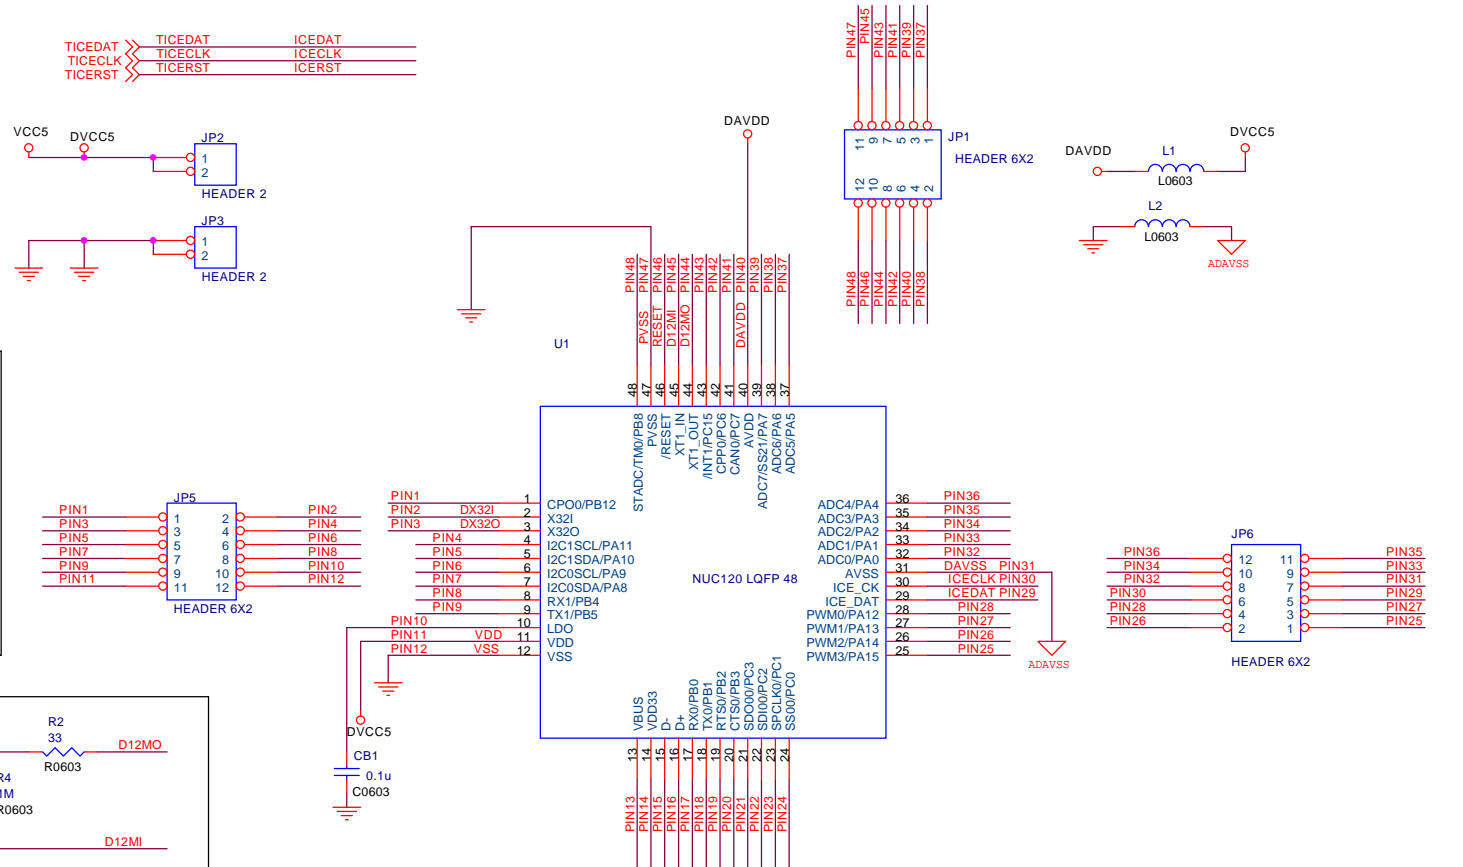 TICEDAT TICEDAT ICEDAT
TICECLK TICECLK ICECLK
TICERST TICERST ICERST
VCC5
DVCC5
JP2
1
2
HEADER 2
JP3
1
2
HEADER 2
PIN47
PIN45
PIN43
PIN41
PIN39
PIN37
11
9
7
5
3
1
JP1
HEADER 6X2
12
10
8
6
4
2
PIN48
PIN46
PIN44
PIN42
PIN40
PIN38
DAVDD
DAVDD
L1
L0603
DVCC5
L2
L0603
ADAVSS
U1
PIN48
PIN47
PIN46
PIN45
PIN44
PIN43
PIN42
PIN41
PIN40
PIN39
PIN38
PIN37
PVSS
RESET
D12MI
D12MO
DAVDD
48
47
46
45
44
43
42
41
40
39
38
37
STADC/TM0/PB8
PVSS
/RESET
XT1_IN
XT1_OUT
/INT1/PC15
CPP0/PC6
CAN0/PC7
AVDD
ADC7/SS21/PA7
ADC6/PA6
ADC5/PA5
JP5
PIN1 1 2 PIN2
PIN3 3 4 PIN4
PIN5 5 6 PIN6
PIN7 7 8 PIN8
PIN9 9 10 PIN10
PIN11 11 12 PIN12
HEADER 6X2
PIN1 1 CPO0/PB12
PIN2 DX32I 2 X32I
PIN3 DX32O 3 X32O
PIN4 4 I2C1SCL/PA11
PIN5 5 I2C1SDA/PA10
PIN6 6 I2C0SCL/PA9
PIN7 7 I2C0SDA/PA8
PIN8 8 RX1/PB4
PIN9 9 TX1/PB5
PIN10 10 LDO
PIN11 VDD 11 VDD
PIN12 VSS 12 VSS
NUC120 LQFP 48
ADC4/PA4 36 PIN36
ADC3/PA3 35 PIN35
ADC2/PA2 34 PIN34
ADC1/PA1 33 PIN33
ADC0/PA0 32 PIN32
AVSS 31 DAVSS PIN31
ICE_CK 30 ICECLK PIN30
ICE_DAT 29 ICEDAT PIN29
PWM0/PA12 28 PIN28
PWM1/PA13 27 PIN27
PWM2/PA14 26 PIN26
PWM3/PA15 25 PIN25
ADAVSS
JP6
PIN36 12 11 PIN35
PIN34 10 9 PIN33
PIN32 8 7 PIN31
PIN30 6 5 PIN29
PIN28 4 3 PIN27
PIN26 2 1 PIN25
HEADER 6X2
VBUS
VDD33
D-
D+
RX0/PB0
TX0/PB1
RTS0/PB2
CTS0/PB3
SDO00/PC3
SDI00/PC2
SPCLK0/PC1
SS00/PC0
13
14
15
16
17
18
19
20
21
22
23
24
PIN13
PIN14
PIN15
PIN16
PIN17
PIN18
PIN19
PIN20
PIN21
PIN22
PIN23
PIN24
DVCC5
CB1
0.1u
C0603
R2
33
R0603
D12MO
R4
1M
R0603
D12MI